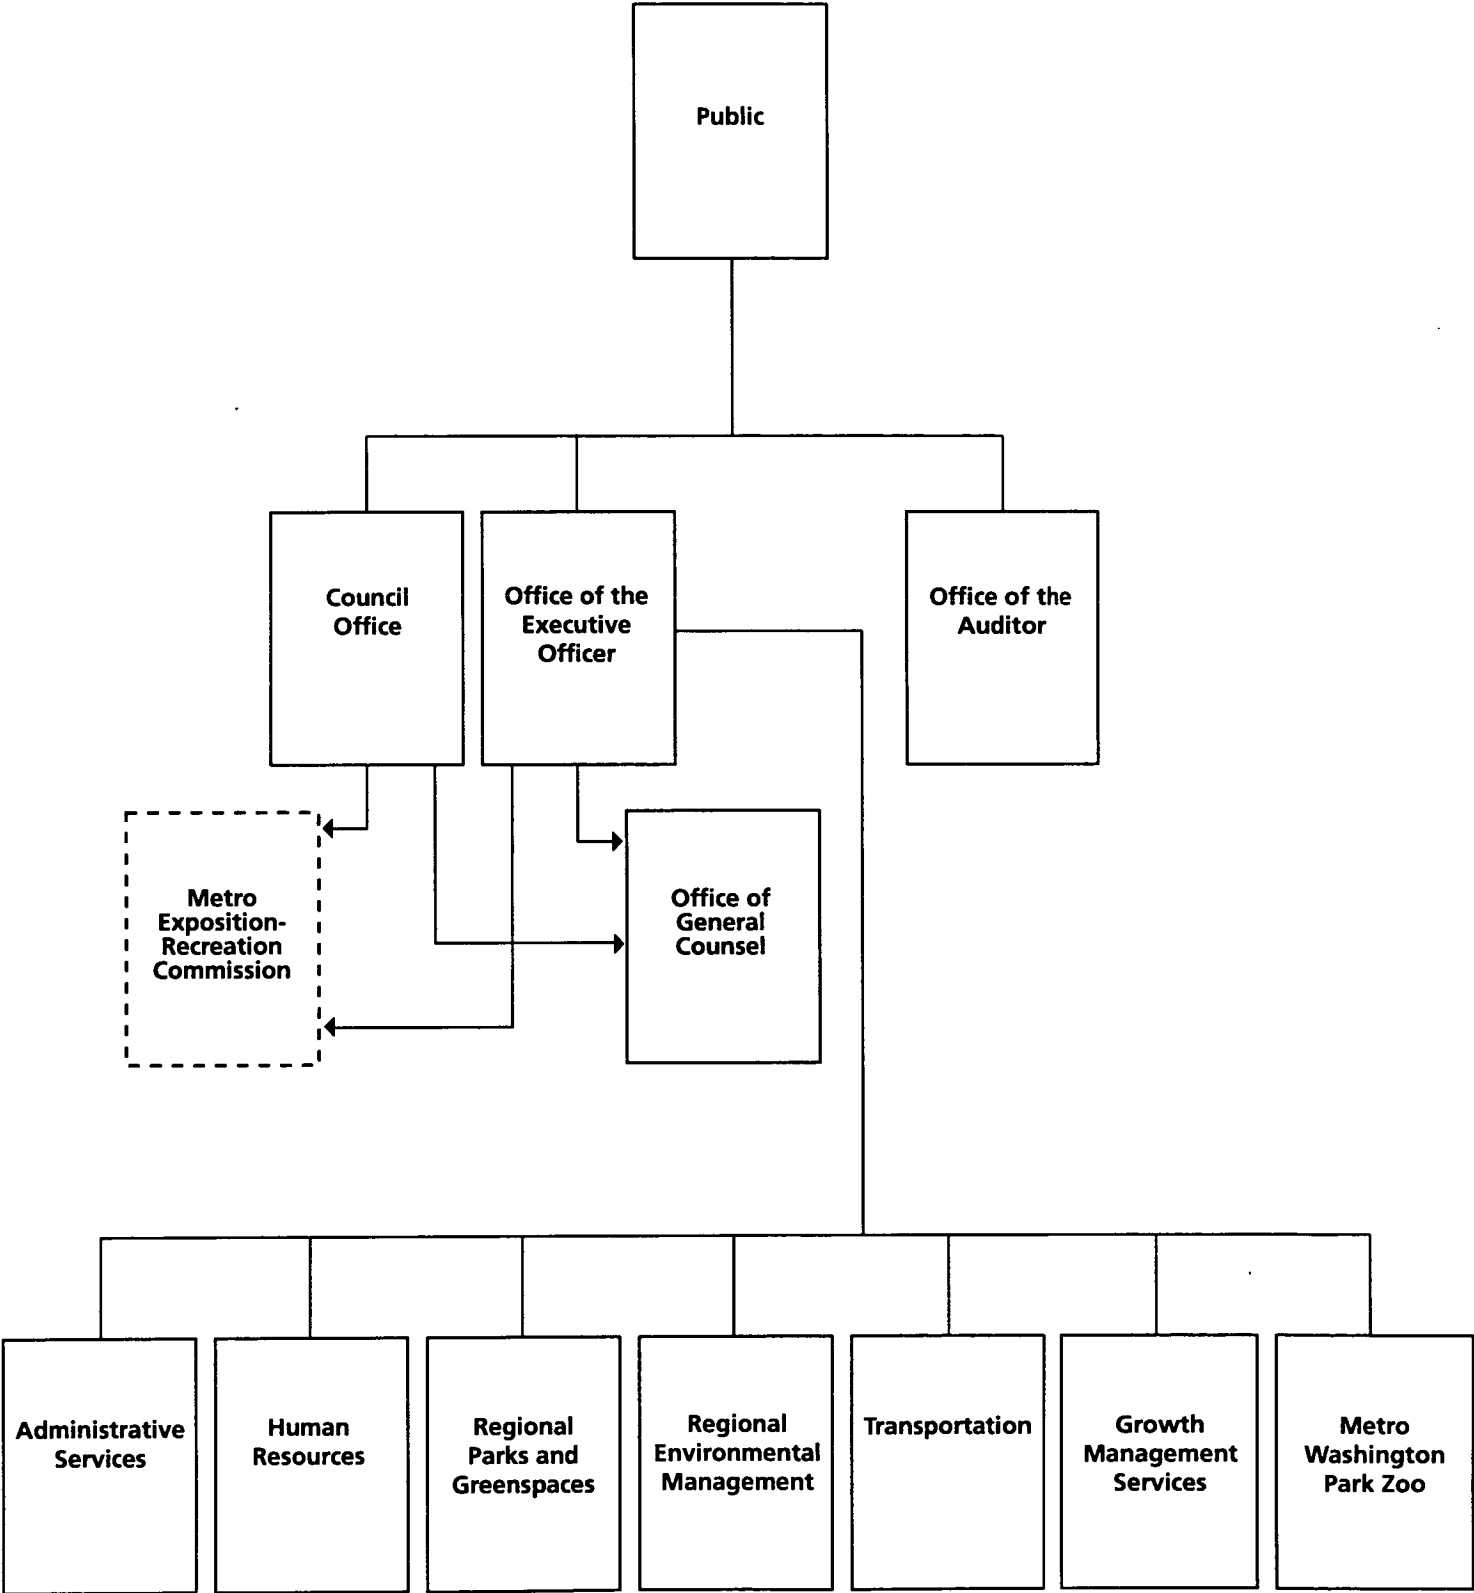 Public
Council
Office
Office of the
Executive
Officer
Office of the
Auditor
Metro
Exposition-
Recreation
Commission
Office of
General
Counsel
Administrative
Services
Human
Resources
Regional
Parks and
Greenspaces
Regional
Environmental
Management
Transportation
Growth
Management
Services
Metro
Washington
Park Zoo